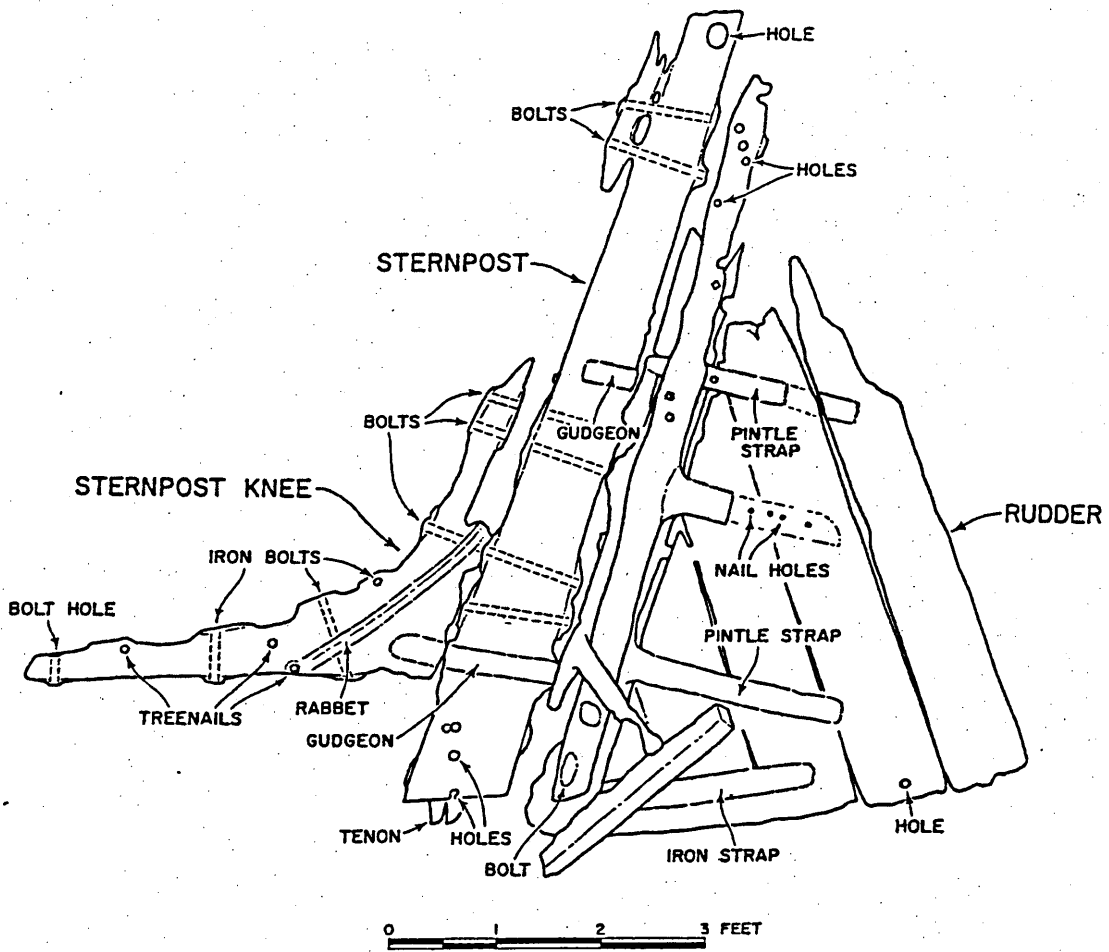 HOLE
BOLTS
HOLES
STERNPOST
BOLTS
GUDGEON
PINTLE
STRAP
STERNPOST KNEE
RUDDER
IRON BOLTS
NAIL HOLES
BOLT HOLE
PINTLE STRAP
TREENAILS
RABBET
GUDGEON
TENON
HOLES
BOLT
IRON STRAP
HOLE
0 1 2 3 FEET